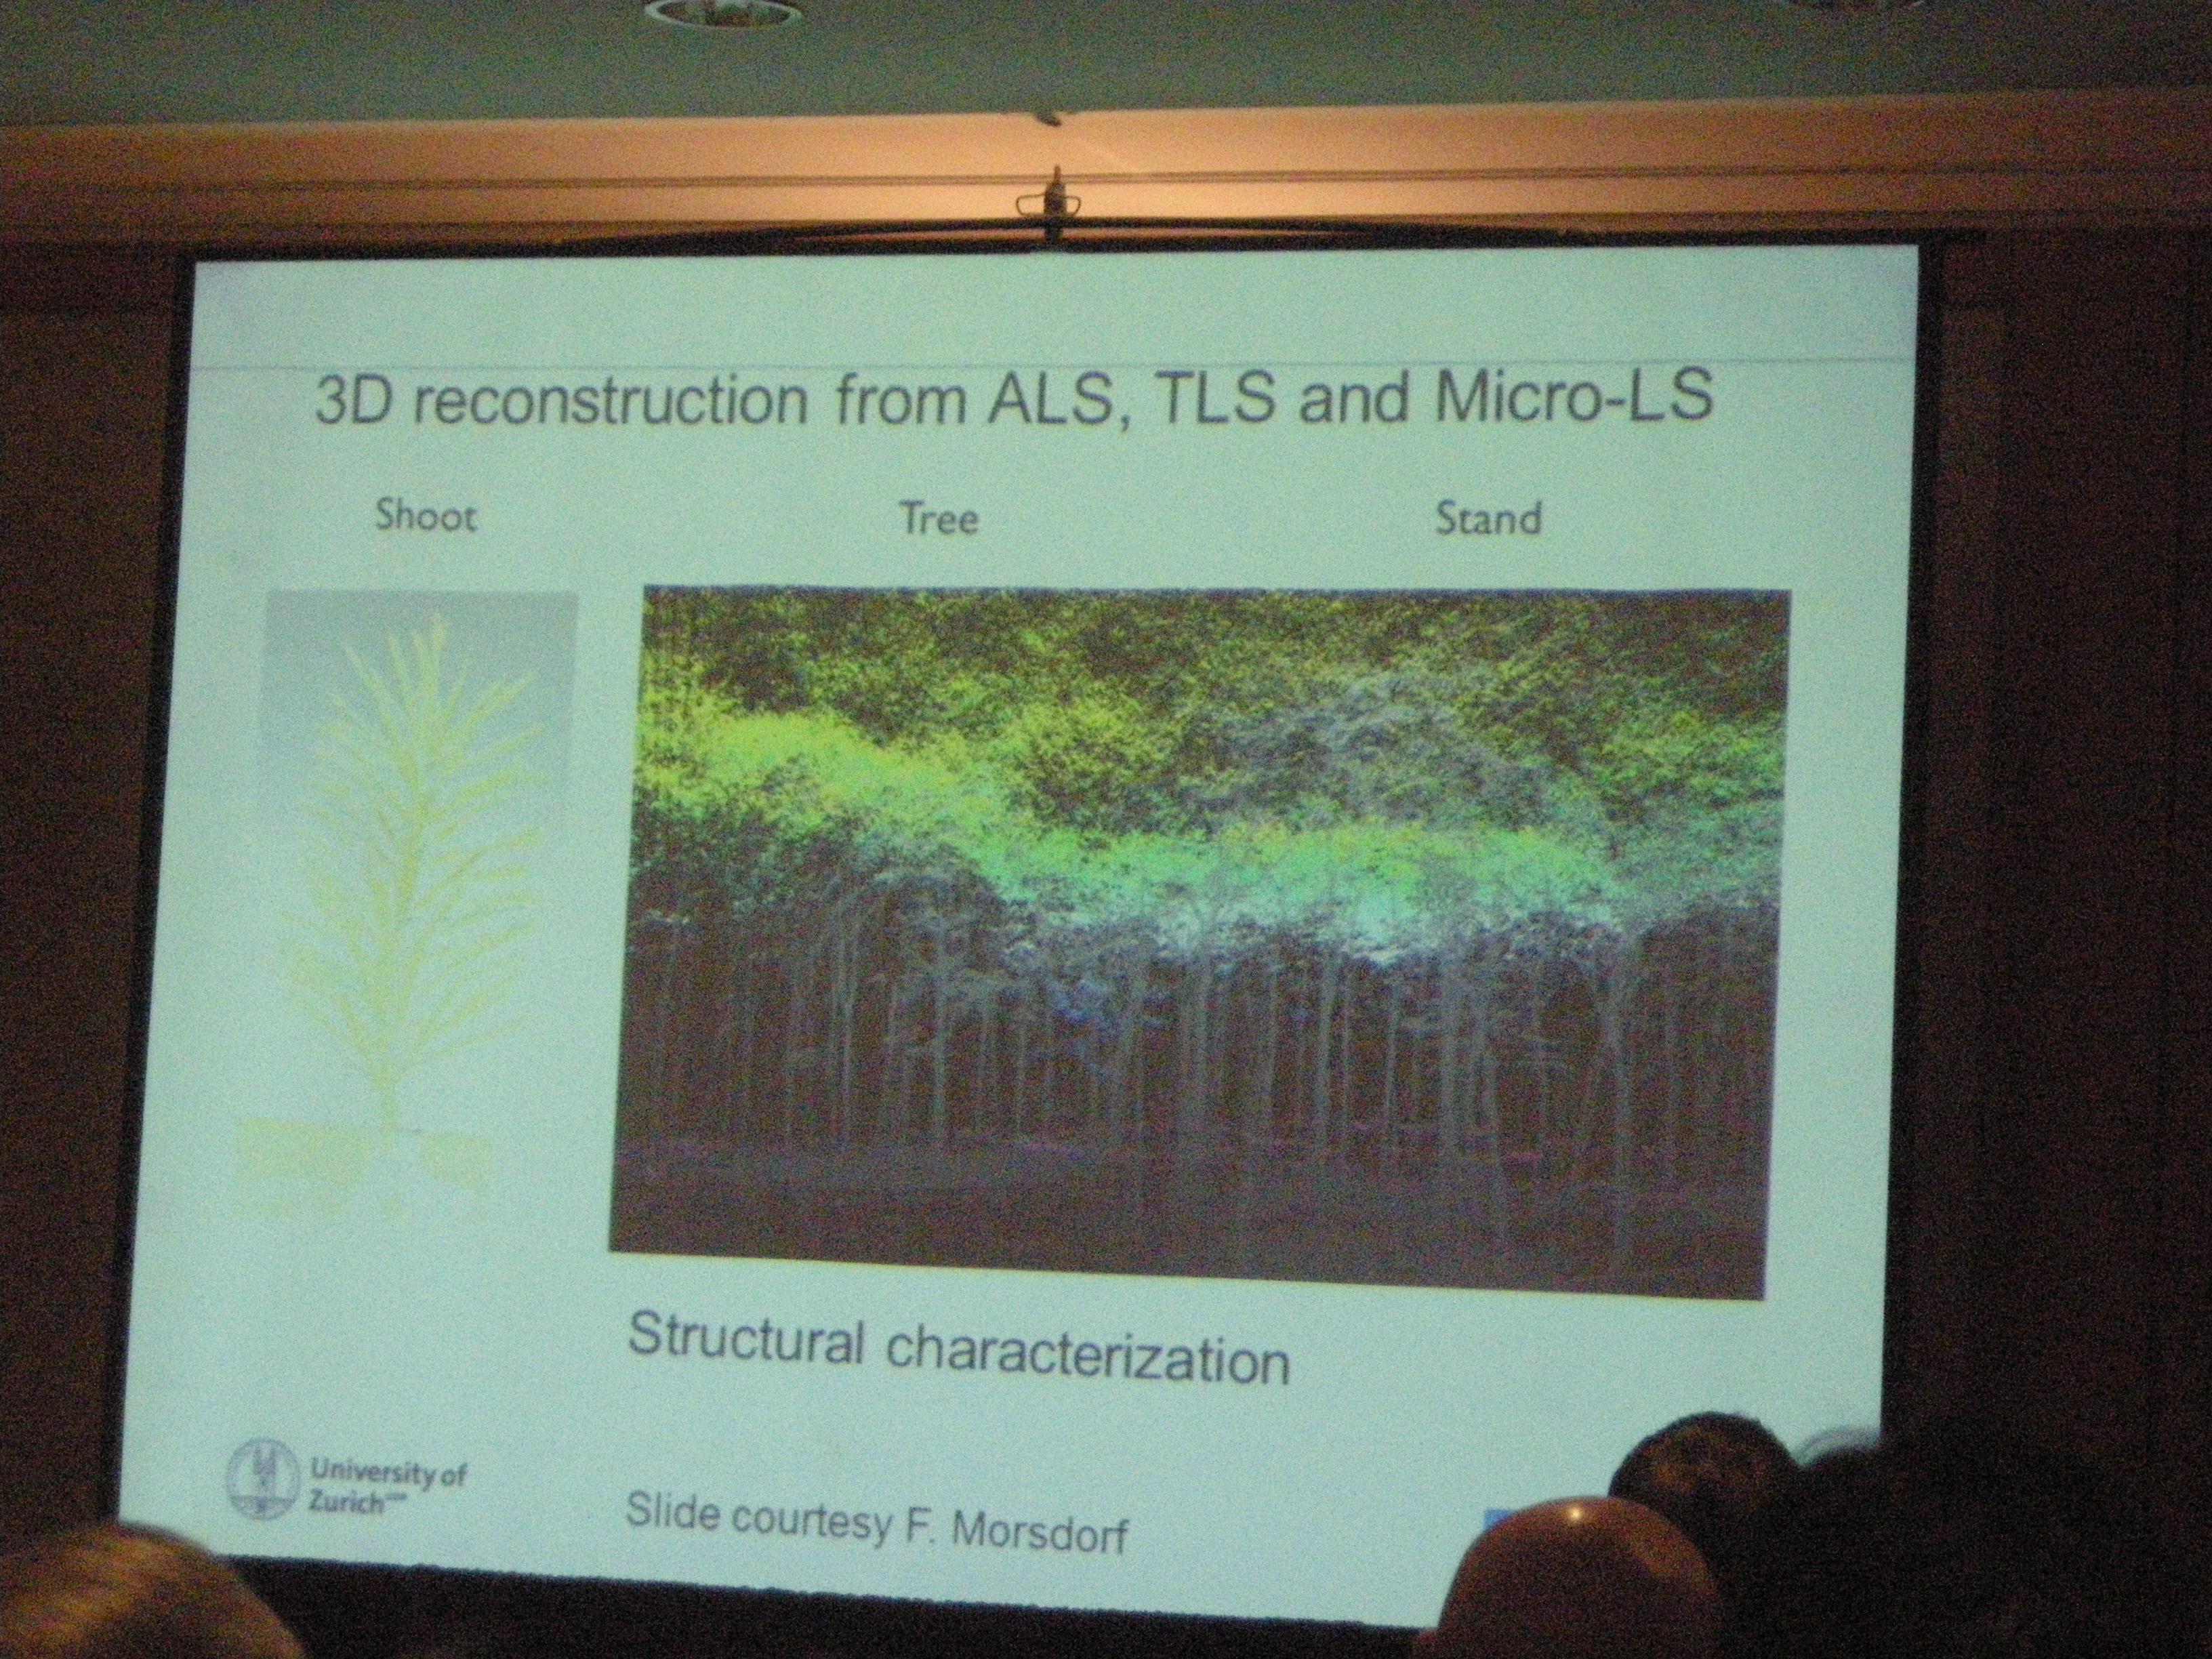 3D reconstruction from ALS, TLS and Micro-LS
Shoot Tree Stand
Structural characterization
University of
Zurich
Slide courtesy F. Morsdorf